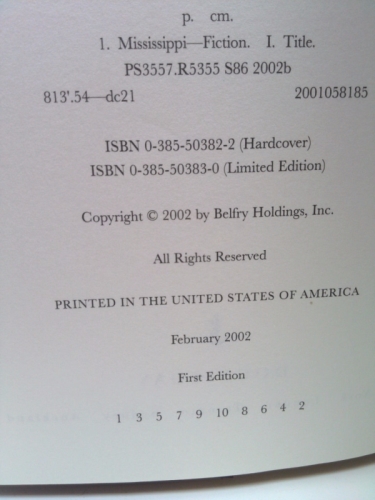 p. cm.
1. Mississippi—Fiction. I. Title.
PS3557.R5355 S86 2002b
813'.54—dc21 2001058185
ISBN 0-385-50382-2 (Hardcover)
ISBN 0-385-50383-0 (Limited Edition)
Copyright © 2002 by Belfry Holdings, Inc.
All Rights Reserved
PRINTED IN THE UNITED STATES OF AMERICA
February 2002
First Edition
1 3 5 7 9 10 8 6 4 2